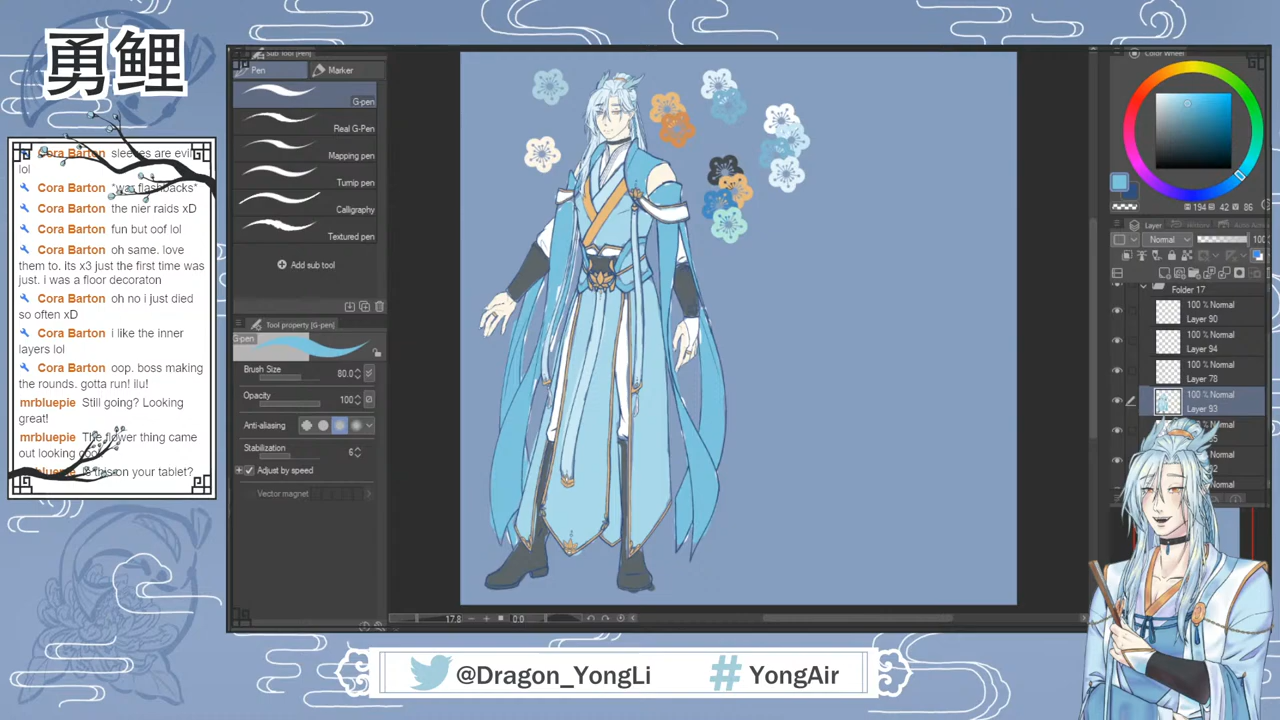 勇鲤
Cora Barton sleeves are evil
lol
Cora Barton *war flashbacks*
Cora Barton the nier raids xD
Cora Barton fun but oof lol
Cora Barton oh same. love
them to. its x3 just the first time was
just. i was a floor decoraton
Cora Barton oh no i just died
so often xD
Cora Barton i like the inner
layers lol
Cora Barton oop. boss making
the rounds. gotta run! ilu!
mrbluepie Still going? Looking
great!
mrbluepie The flower thing came
out looking cool
mrbluepie Is this on your tablet?
Sub Tool [Pen]
Pen
Marker
G-pen
Real G-Pen
Mapping pen
Turnip pen
Calligraphy
Textured pen
Add sub tool
Tool property [G-pen]
G-pen
Brush Size 80.0
Opacity 100
Anti-aliasing
Stabilization 6
Adjust by speed
Vector magnet
17.8
0.0
Color Wheel
194 42 86
Layer
Normal 100
Folder 17
100 % Normal
Layer 90
100 % Normal
Layer 94
100 % Normal
Layer 78
100 % Normal
Layer 93
Normal
Normal
Normal
@Dragon_YongLi
# YongAir